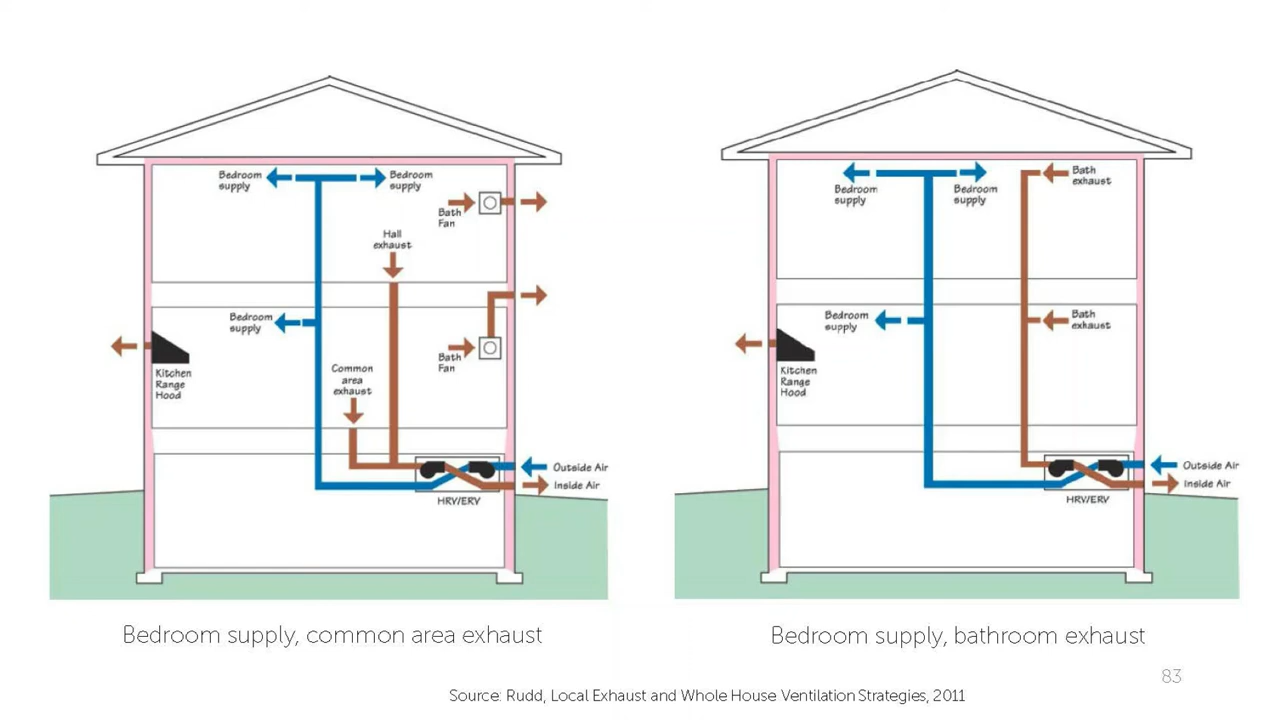 Bedroom
supply
Bedroom
supply
Bath
Fan
Hall
exhaust
Bedroom
supply
Bath
Fan
Common
area
exhaust
Kitchen
Range
Hood
Outside Air
Inside Air
HRV/ERV
Bedroom supply, common area exhaust
Bedroom
supply
Bedroom
supply
Bath
exhaust
Bedroom
supply
Bath
exhaust
Kitchen
Range
Hood
Outside Air
Inside Air
HRV/ERV
Bedroom supply, bathroom exhaust
83
Source: Rudd, Local Exhaust and Whole House Ventilation Strategies, 2011